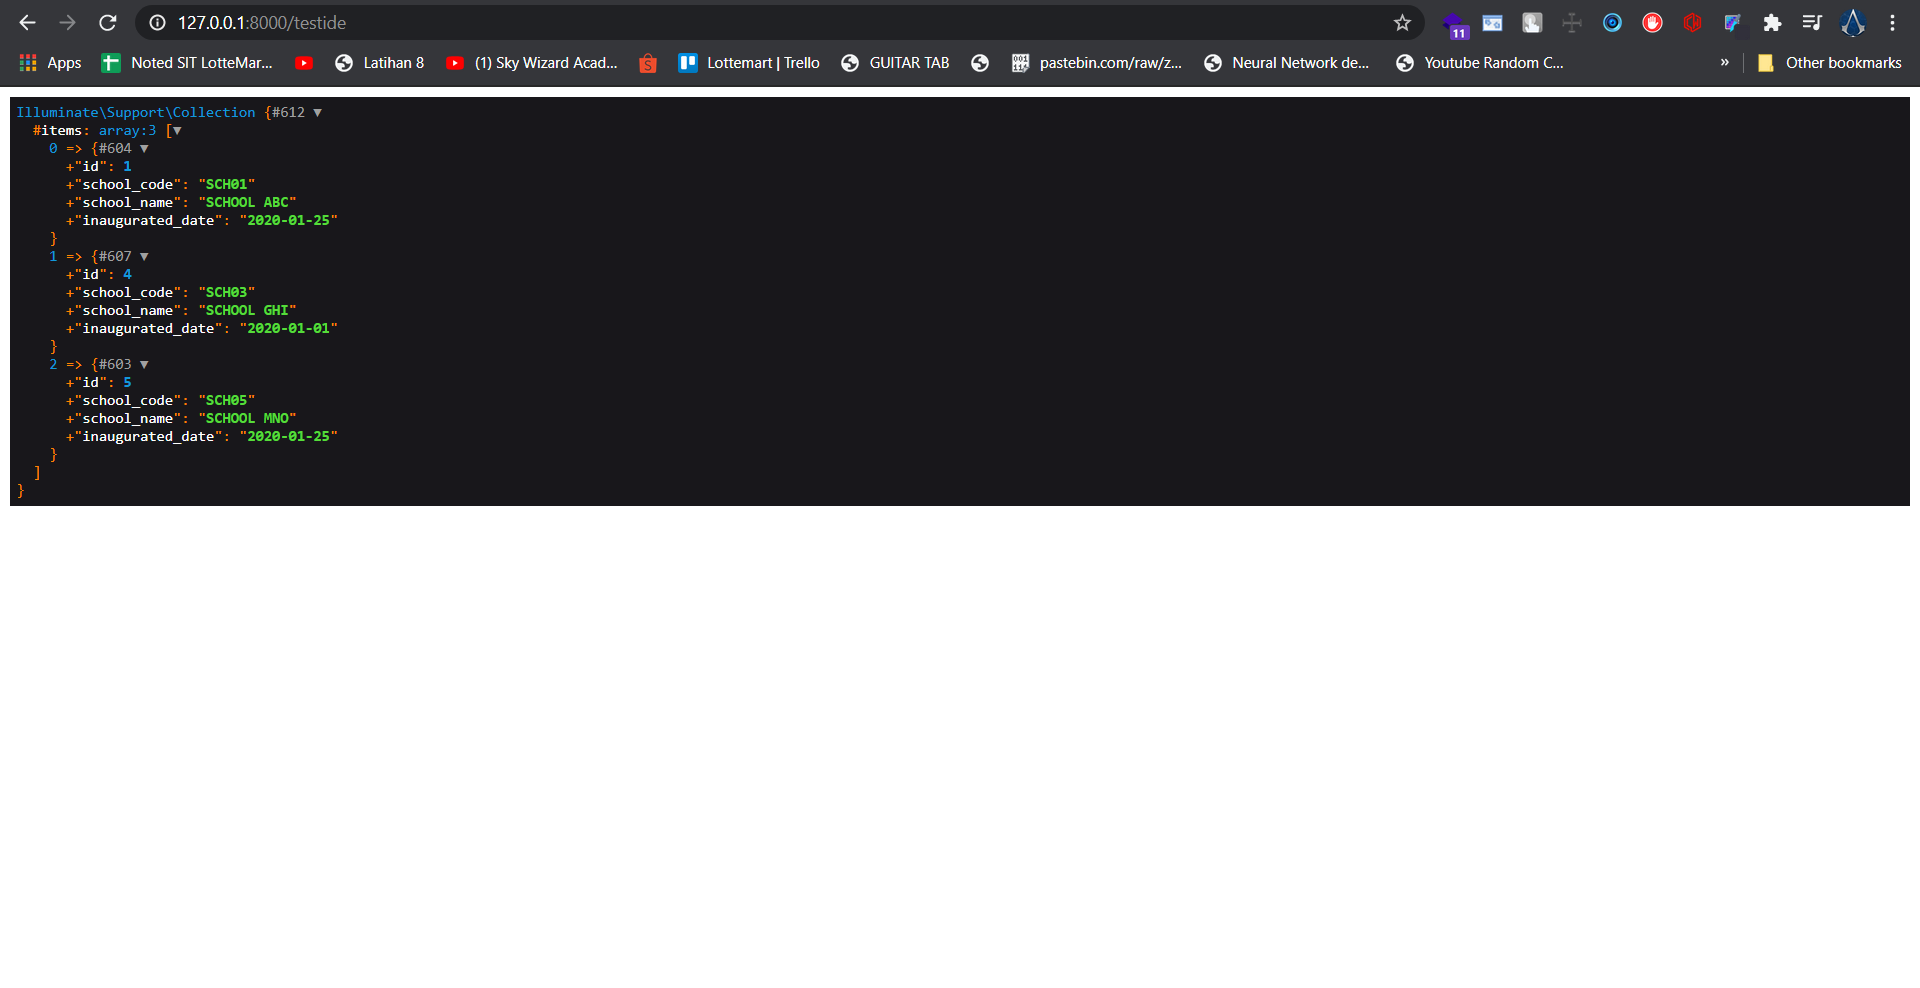 127.0.0.1:8000/testide
11
Apps Noted SIT LotteMar... Latihan 8 (1) Sky Wizard Acad... Lottemart | Trello GUITAR TAB pastebin.com/raw/z... Neural Network de... Youtube Random C... » Other bookmarks
Illuminate\Support\Collection {#612 ▼
#items: array:3 [▼
0 => {#604 ▼
+"id": 1
+"school_code": "SCH01"
+"school_name": "SCHOOL ABC"
+"inaugurated_date": "2020-01-25"
}
1 => {#607 ▼
+"id": 4
+"school_code": "SCH03"
+"school_name": "SCHOOL GHI"
+"inaugurated_date": "2020-01-01"
}
2 => {#603 ▼
+"id": 5
+"school_code": "SCH05"
+"school_name": "SCHOOL MNO"
+"inaugurated_date": "2020-01-25"
}
]
}